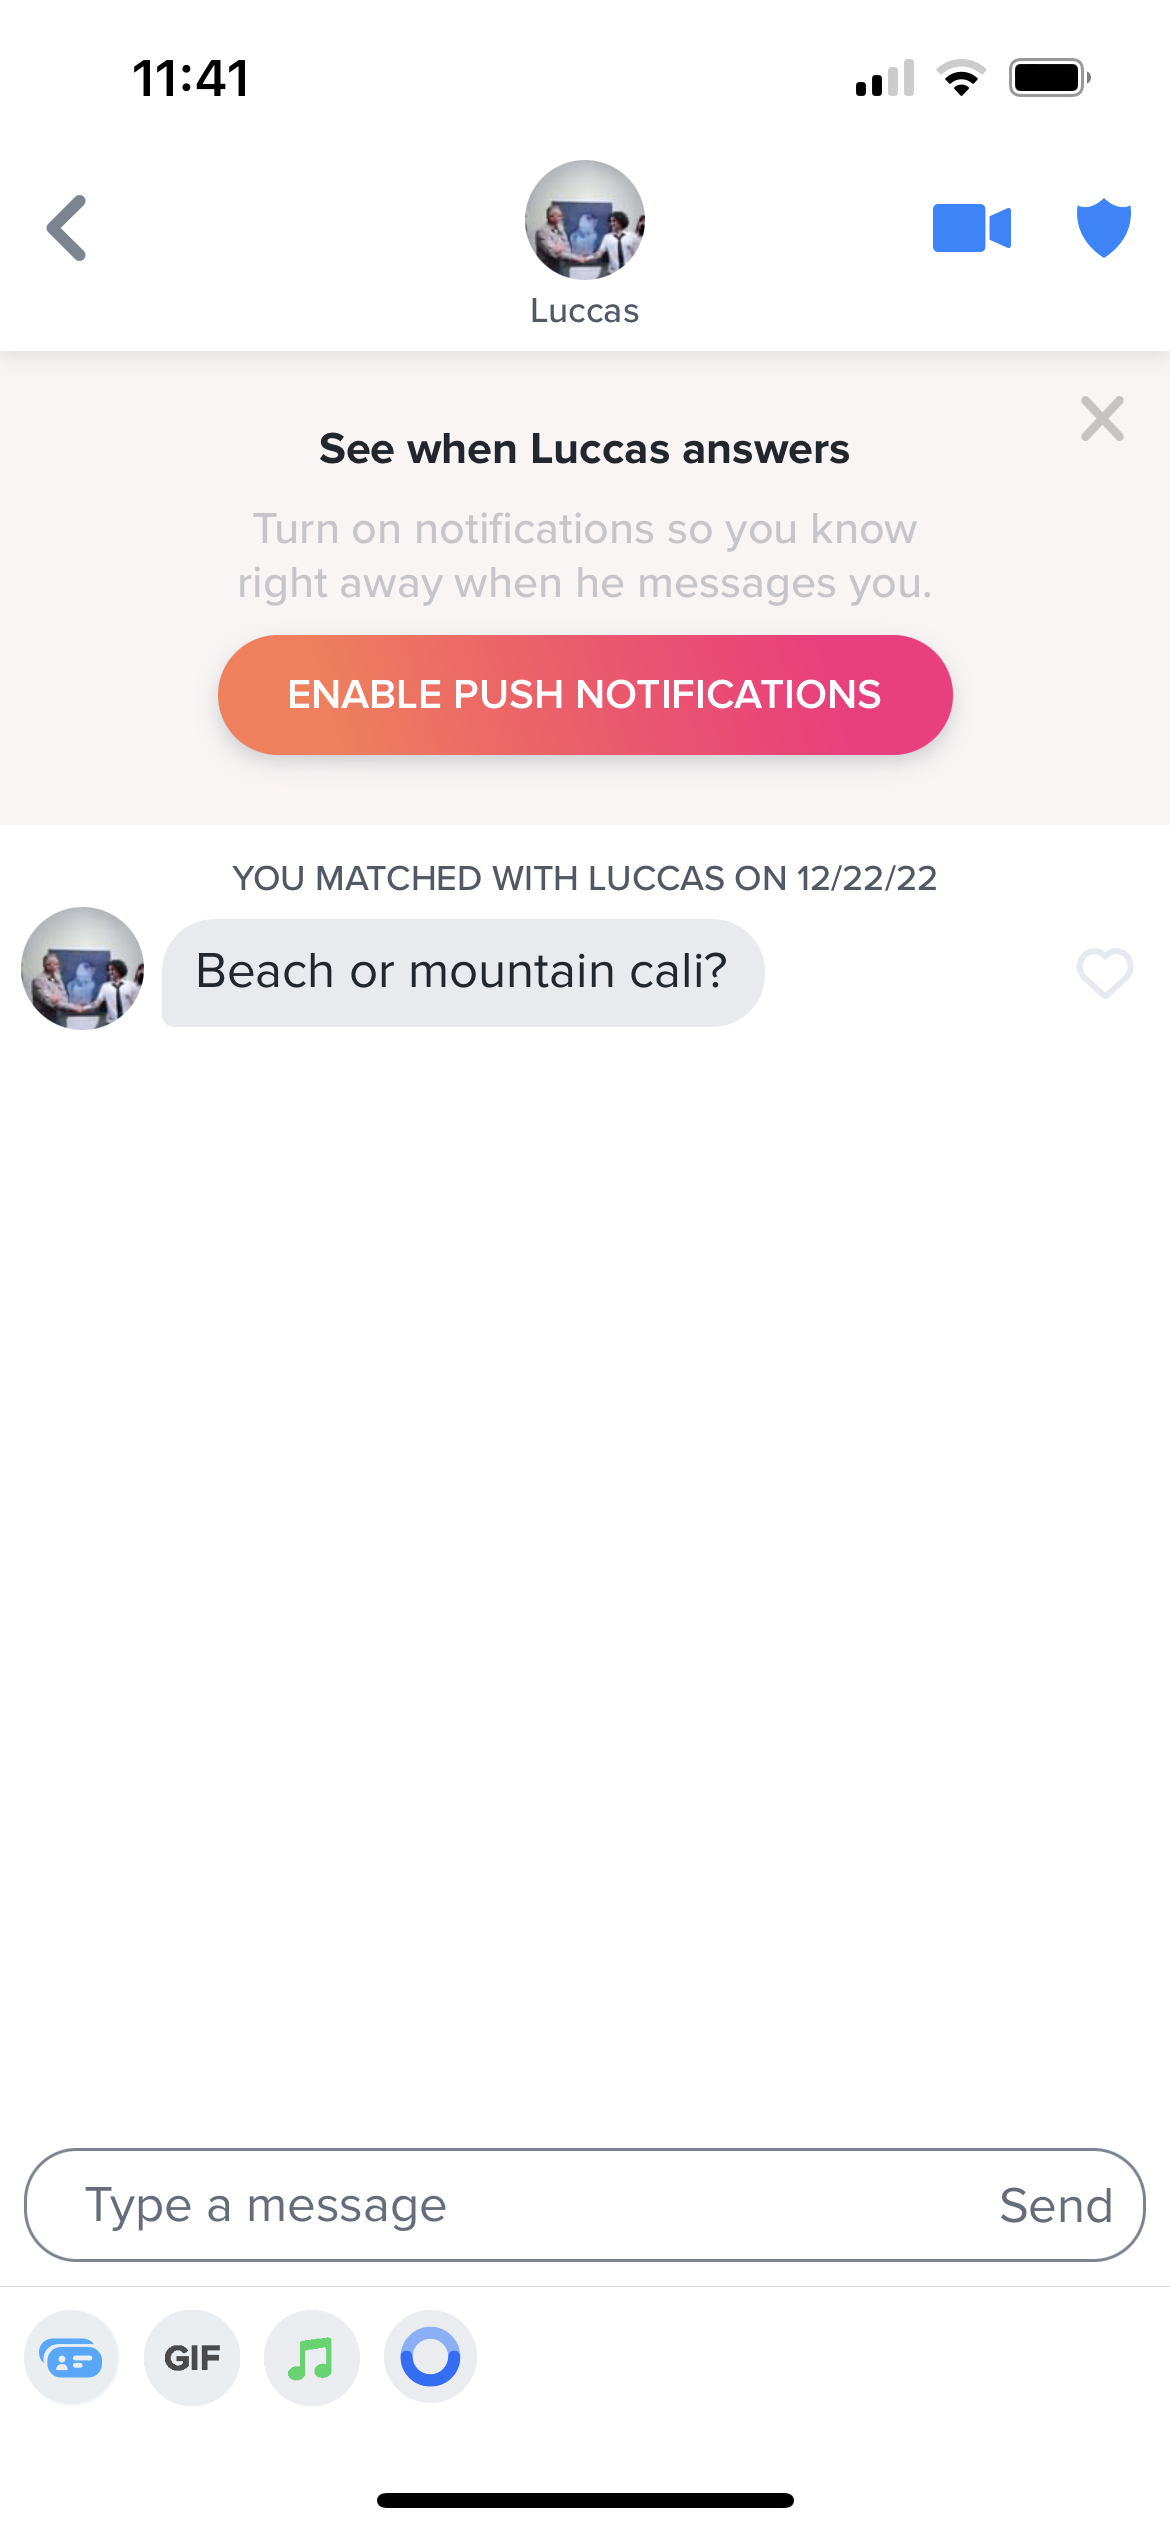 11:41
Luccas
See when Luccas answers
Turn on notifications so you know
right away when he messages you.
ENABLE PUSH NOTIFICATIONS
YOU MATCHED WITH LUCCAS ON 12/22/22
Beach or mountain cali?
Type a message
Send
GIF